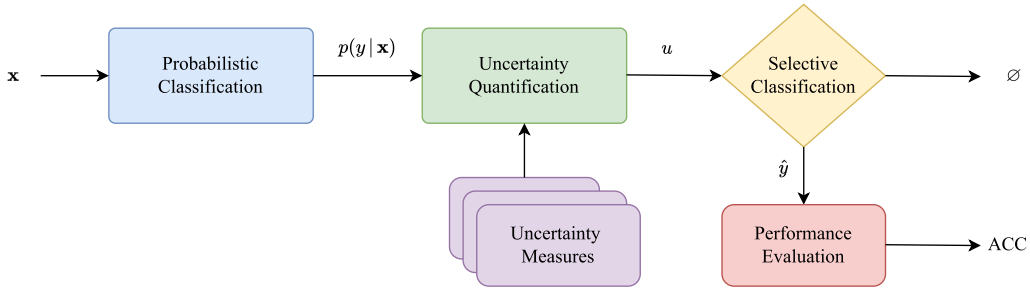 x
Probabilistic
Classification
p(y | x)
Uncertainty
Quantification
u
Selective
Classification
∅
ŷ
Uncertainty
Measures
Performance
Evaluation
ACC